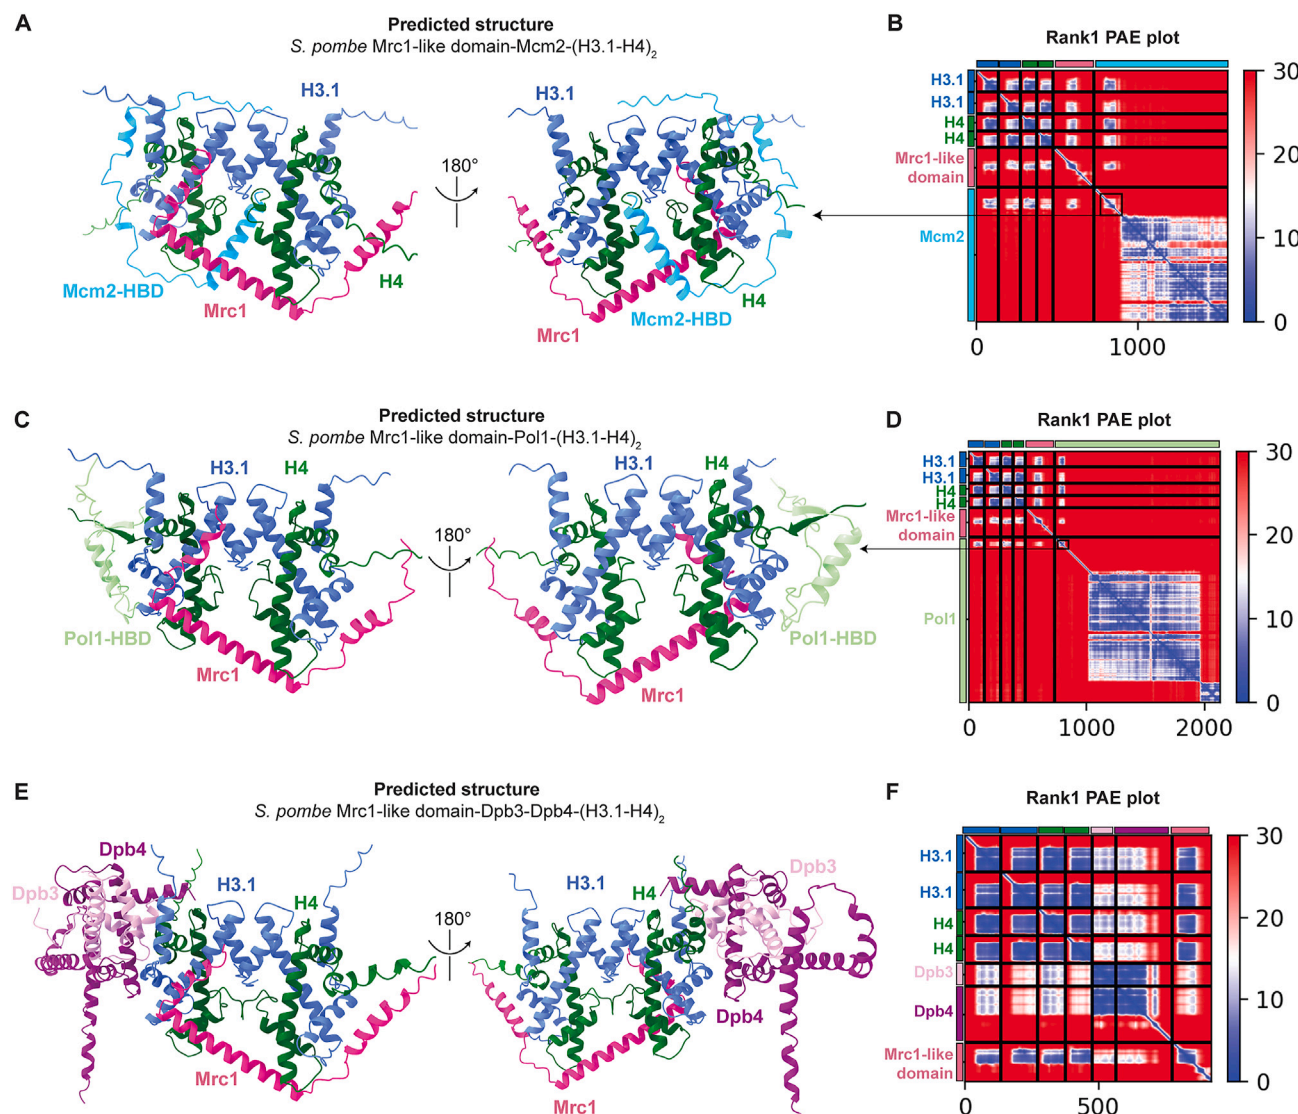 A
Predicted structure
S. pombe Mrc1-like domain-Mcm2-(H3.1-H4)2
H3.1
H3.1
180°
Mcm2-HBD
Mrc1
H4
Mrc1
Mcm2-HBD
H4
B
Rank1 PAE plot
H3.1
H3.1
H4
H4
Mrc1-like
domain
Mcm2
0
1000
30
20
10
0
C
Predicted structure
S. pombe Mrc1-like domain-Pol1-(H3.1-H4)2
H3.1
H4
H3.1
H4
180°
Pol1-HBD
Mrc1
Mrc1
Pol1-HBD
D
Rank1 PAE plot
H3.1
H3.1
H4
H4
Mrc1-like
domain
Pol1
0
1000
2000
30
20
10
0
E
Predicted structure
S. pombe Mrc1-like domain-Dpb3-Dpb4-(H3.1-H4)2
Dpb4
Dpb3
H3.1
H4
180°
H3.1
H4
Dpb3
Mrc1
Dpb4
Mrc1
F
Rank1 PAE plot
H3.1
H3.1
H4
H4
Dpb3
Dpb4
Mrc1-like
domain
0
500
30
20
10
0